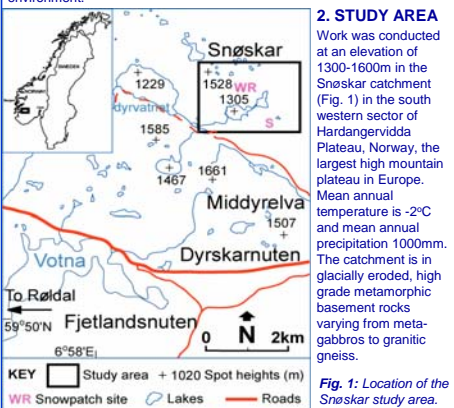 environment.
2. STUDY AREA
Work was conducted
at an elevation of
1300-1600m in the
Snøskar catchment
(Fig. 1) in the south
western sector of
Hardangervidda
Plateau, Norway, the
largest high mountain
plateau in Europe.
Mean annual
temperature is -2ºC
and mean annual
precipitation 1000mm.
The catchment is in
glacially eroded, high
grade metamorphic
basement rocks
varying from meta-
gabbros to granitic
gneiss.
Fig. 1: Location of the
Snøskar study area.
NORWAY
SWEDEN
Snøskar
1229
1528
WR
1305
dyrvatnet
S
1585
1467
1661
Middyrelva
1507
Dyrskarnuten
Votna
To Røldal
59°50'N
Fjetlandsnuten
6°58'E
0 N 2km
KEY Study area + 1020 Spot heights (m)
WR Snowpatch site Lakes Roads